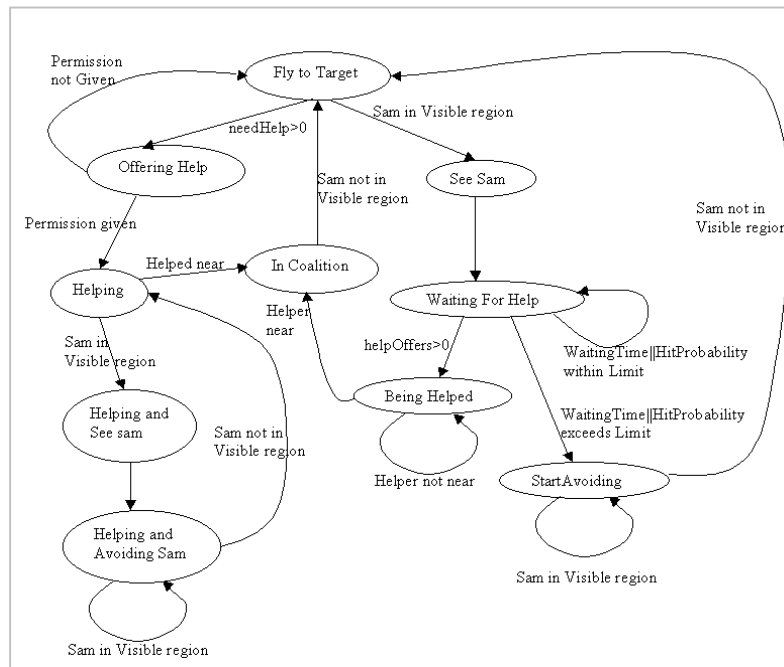 Permission
not Given
Fly to Target
Sam in Visible region
needHelp>0
Offering Help
See Sam
Sam not in
Visible region
Sam not in
Visible region
Permission given
Helped near
In Coalition
Helping
Waiting For Help
Helper
near
Sam in
Visible region
helpOffers>0
WaitingTime||HitProbability
within Limit
Being Helped
Helping and
See sam
WaitingTime||HitProbability
exceeds Limit
Sam not in
Visible region
Helper not near
StartAvoiding
Helping and
Avoiding Sam
Sam in Visible region
Sam in Visible region